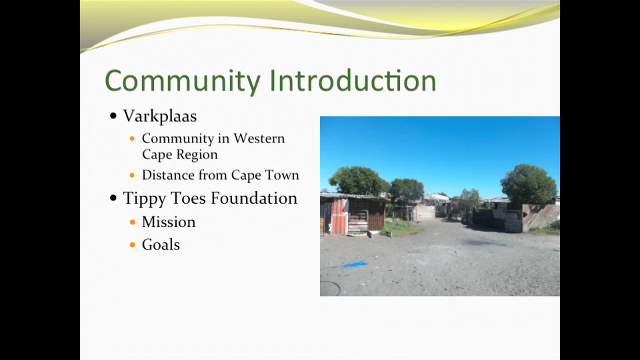 Community Introduction
• Varkplaas
• Community in Western
Cape Region
• Distance from Cape Town
• Tippy Toes Foundation
• Mission
• Goals